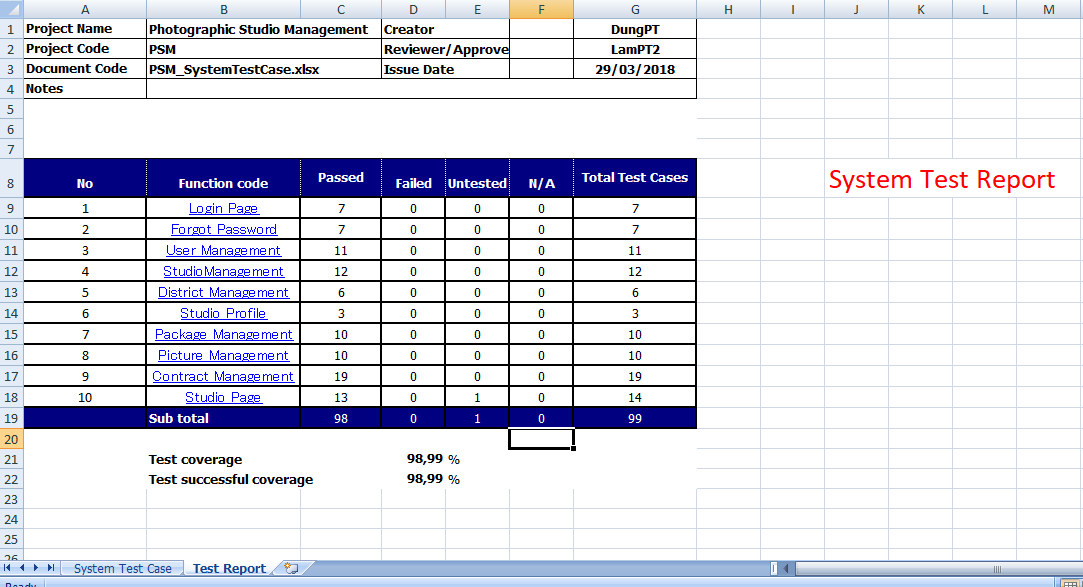 A B C D E F G H I J K L M
1 Project Name Photographic Studio Management Creator DungPT
2 Project Code PSM Reviewer/Approve LamPT2
3 Document Code PSM_SystemTestCase.xlsx Issue Date 29/03/2018
4 Notes
5
6
7
8 No Function code Passed Failed Untested N/A Total Test Cases System Test Report
9 1 Login Page 7 0 0 0 7
10 2 Forgot Password 7 0 0 0 7
11 3 User Management 11 0 0 0 11
12 4 StudioManagement 12 0 0 0 12
13 5 District Management 6 0 0 0 6
14 6 Studio Profile 3 0 0 0 3
15 7 Package Management 10 0 0 0 10
16 8 Picture Management 10 0 0 0 10
17 9 Contract Management 19 0 0 0 19
18 10 Studio Page 13 0 1 0 14
19 Sub total 98 0 1 0 99
20
21 Test coverage 98,99 %
22 Test successful coverage 98,99 %
23
24
25
26
System Test Case Test Report
Ready